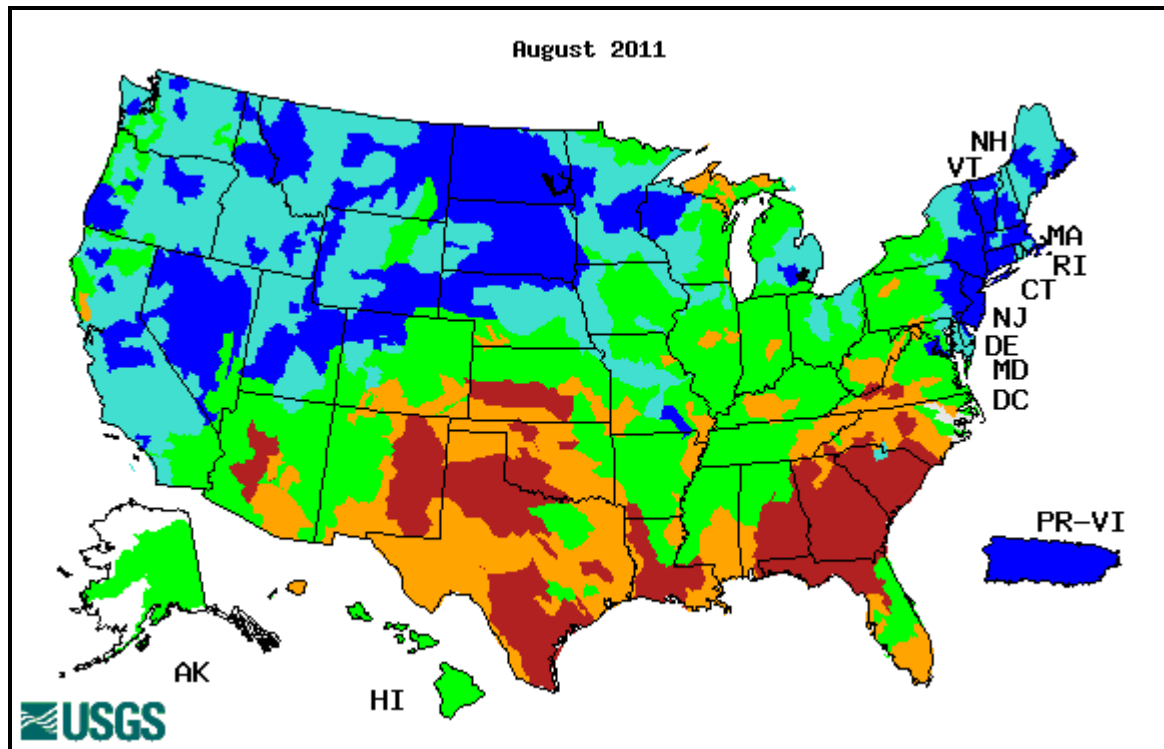 August 2011
NH
VT
MA
RI
CT
NJ
DE
MD
DC
PR-VI
AK
HI
USGS